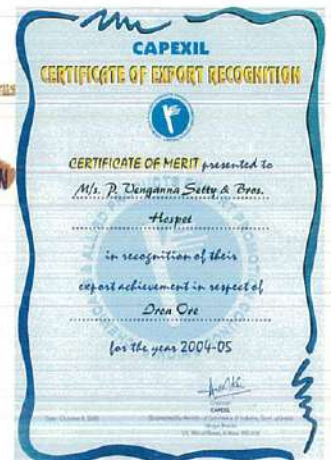 CAPEXIL
CERTIFICATE OF EXPORT RECOGNITION
CERTIFICATE OF MERIT presented to
M/s. P. Venganna Setty & Bros.
Hospet
in recognition of their
export achievement in respect of
Iron Ore
for the year 2004-05
CAPEXIL